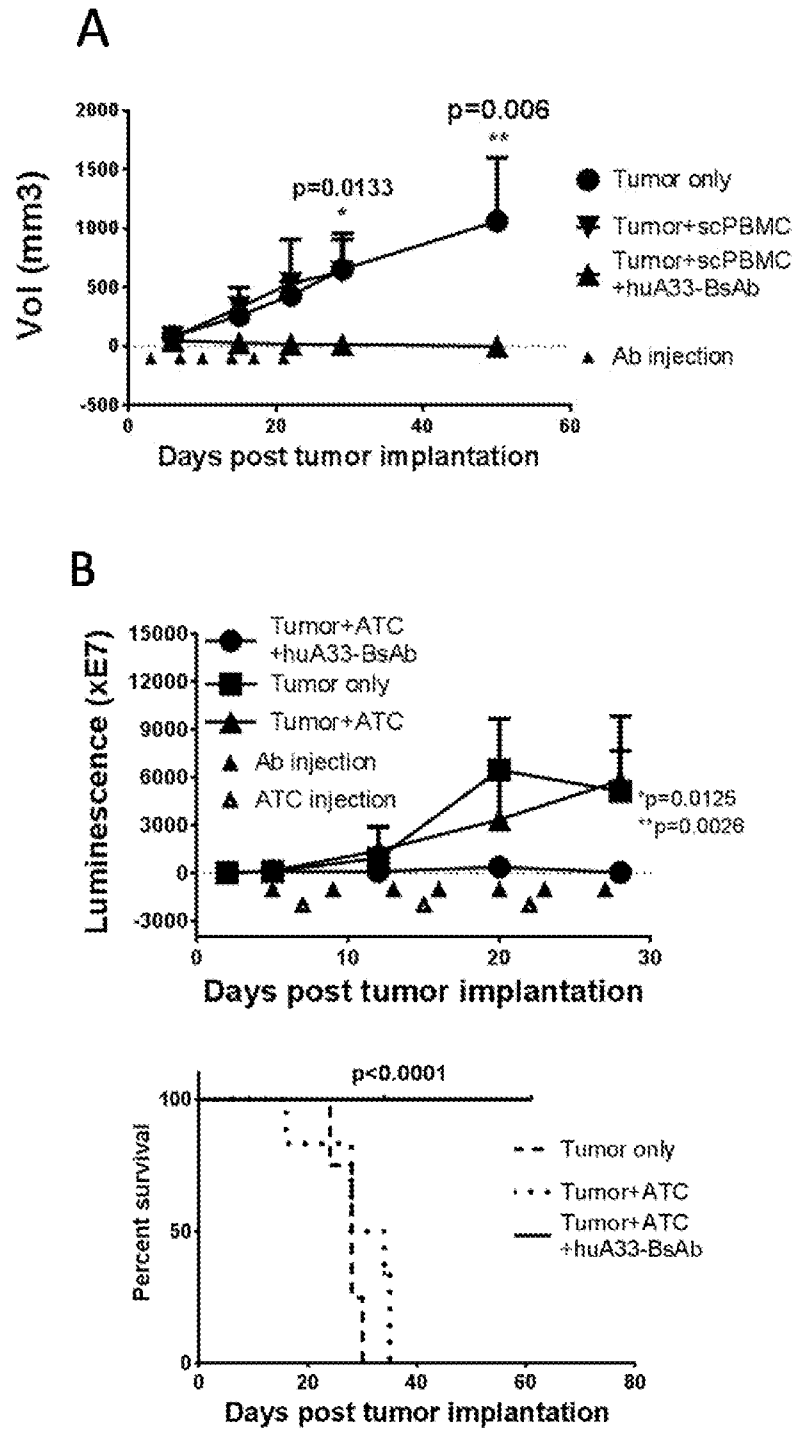 A
p=0.006
**
p=0.0133
*
2000
1500
1000
500
0
-500
Vol (mm3)
0 20 40 60
Days post tumor implantation
Tumor only
Tumor+scPBMC
Tumor+scPBMC
+huA33-BsAb
Ab injection
B
15000
12000
9000
6000
3000
0
-3000
Luminescence (xE7)
Tumor+ATC
+huA33-BsAb
Tumor only
Tumor+ATC
Ab injection
ATC injection
*p=0.0125
**p=0.0026
0 10 20 30
Days post tumor implantation
p<0.0001
100
50
0
Percent survival
Tumor only
Tumor+ATC
Tumor+ATC
+huA33-BsAb
0 20 40 60 80
Days post tumor implantation